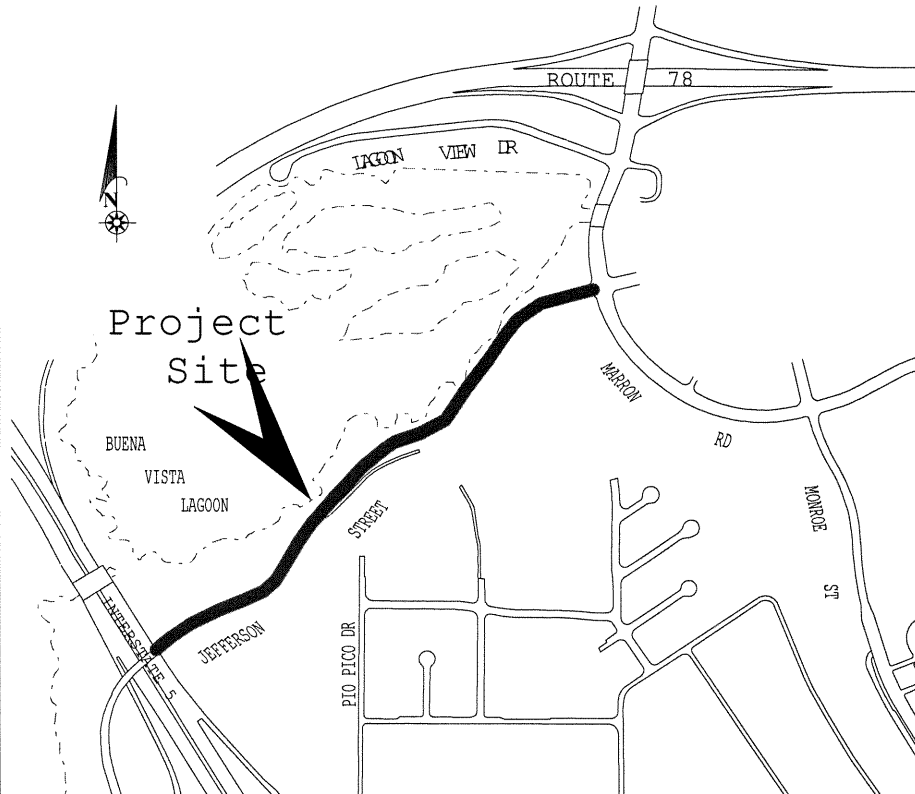 ROUTE 78
LAGOON VIEW DR
N
Project
Site
MARRON
RD
BUENA
VISTA
LAGOON
STREET
MONROE
ST
JEFFERSON
INTERSTATE 5
PIO PICO DR